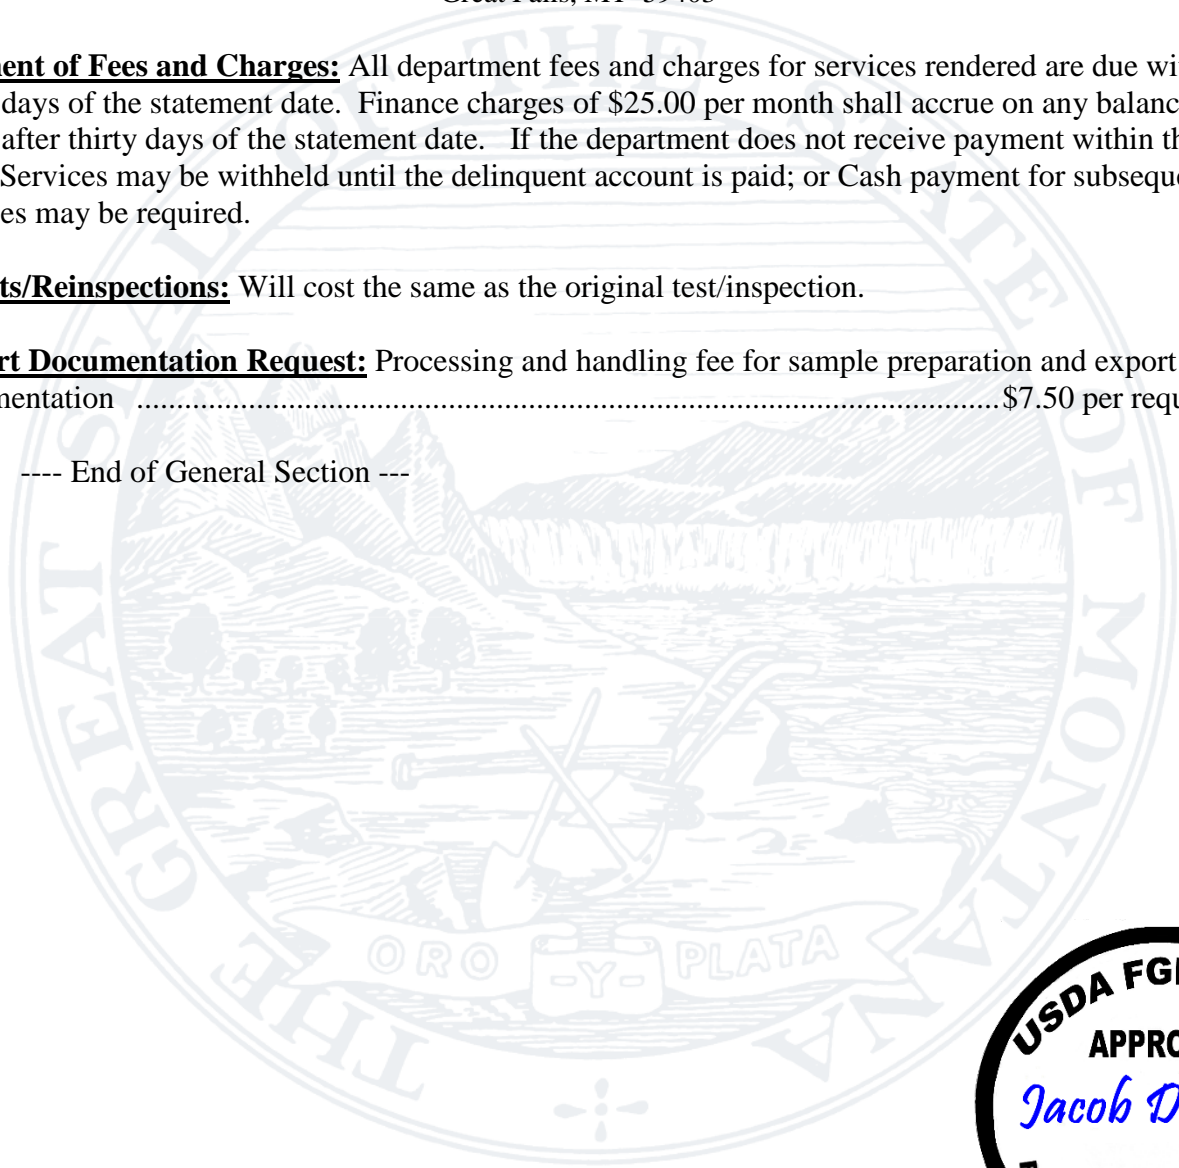 ent of Fees and Charges: All department fees and charges for services rendered are due wi
days of the statement date. Finance charges of $25.00 per month shall accrue on any balanc
after thirty days of the statement date. If the department does not receive payment within th
Services may be withheld until the delinquent account is paid; or Cash payment for subsequ
es may be required.
ts/Reinspections: Will cost the same as the original test/inspection.
rt Documentation Request: Processing and handling fee for sample preparation and export
mentation ............................................................................................................$7.50 per requ
---- End of General Section ---
THE GREAT SEAL OF THE STATE OF MONTANA
ORO -Y- PLATA
USDA FG
APPRO
Jacob D